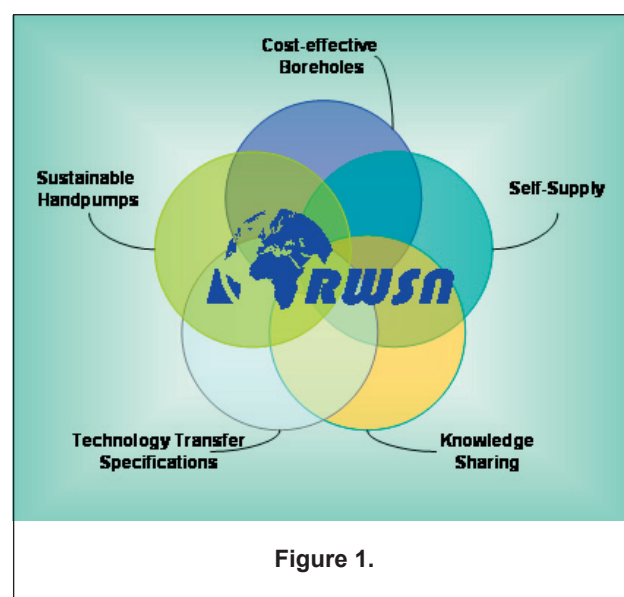 Cost-effective
Boreholes
Sustainable
Handpumps
Self-Supply
RWSN
Technology Transfer
Specifications
Knowledge
Sharing
Figure 1.